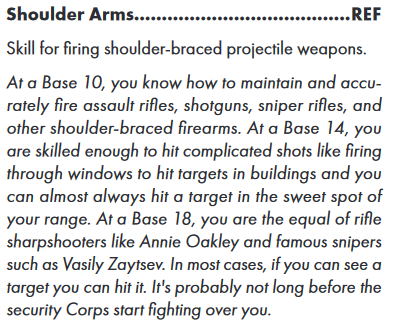 Shoulder Arms.......................................REF
Skill for firing shoulder-braced projectile weapons.
At a Base 10, you know how to maintain and accu-
rately fire assault rifles, shotguns, sniper rifles, and
other shoulder-braced firearms. At a Base 14, you
are skilled enough to hit complicated shots like firing
through windows to hit targets in buildings and you
can almost always hit a target in the sweet spot of
your range. At a Base 18, you are the equal of rifle
sharpshooters like Annie Oakley and famous snipers
such as Vasily Zaytsev. In most cases, if you can see a
target you can hit it. It's probably not long before the
security Corps start fighting over you.